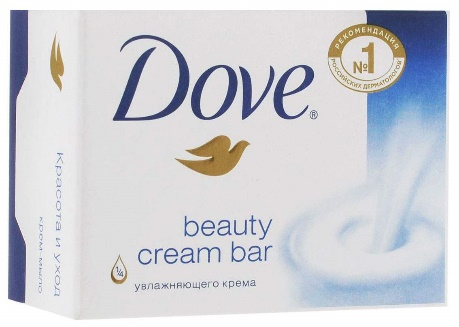 Dove®
РЕКОМЕНДАЦИЯ
№1
РОССИЙСКИХ ДЕРМАТОЛОГОВ
beauty
cream bar
1/4
увлажняющего крема
Красота и уход
крем-мыло